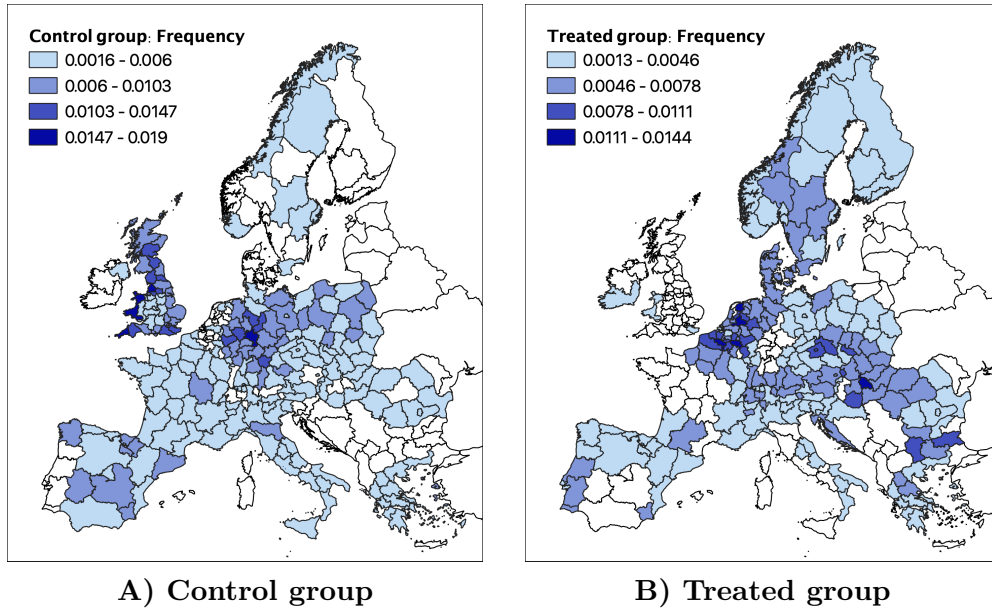 Control group: Frequency
0.0016 - 0.006
0.006 - 0.0103
0.0103 - 0.0147
0.0147 - 0.019
A) Control group
Treated group: Frequency
0.0013 - 0.0046
0.0046 - 0.0078
0.0078 - 0.0111
0.0111 - 0.0144
B) Treated group